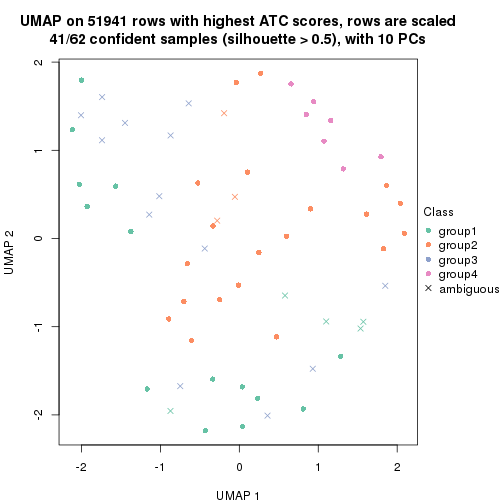 UMAP on 51941 rows with highest ATC scores, rows are scaled
41/62 confident samples (silhouette > 0.5), with 10 PCs
2
1
0
-1
-2
UMAP 2
-2
-1
0
1
2
UMAP 1
Class
group1
group2
group3
group4
ambiguous